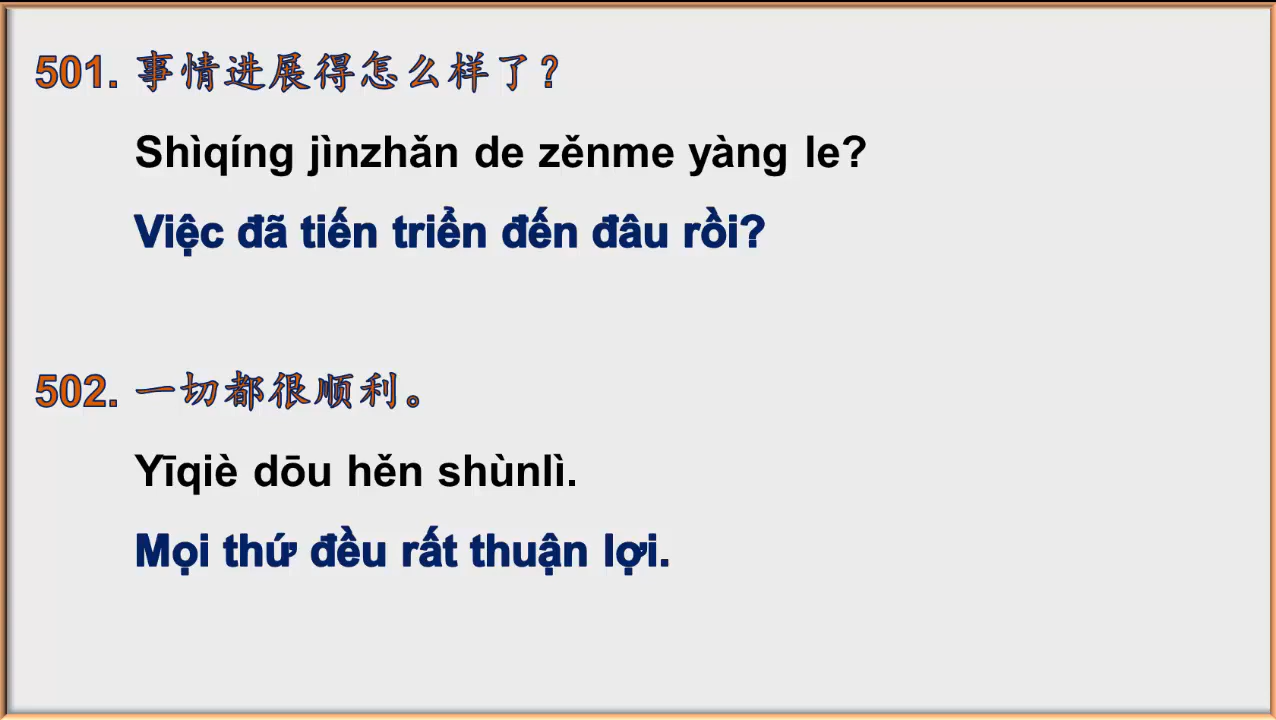 501. 事情进展得怎么样了？
Shìqíng jìnzhǎn de zěnme yàng le?
Việc đã tiến triển đến đâu rồi?
502. 一切都很顺利。
Yīqiè dōu hěn shùnlì.
Mọi thứ đều rất thuận lợi.